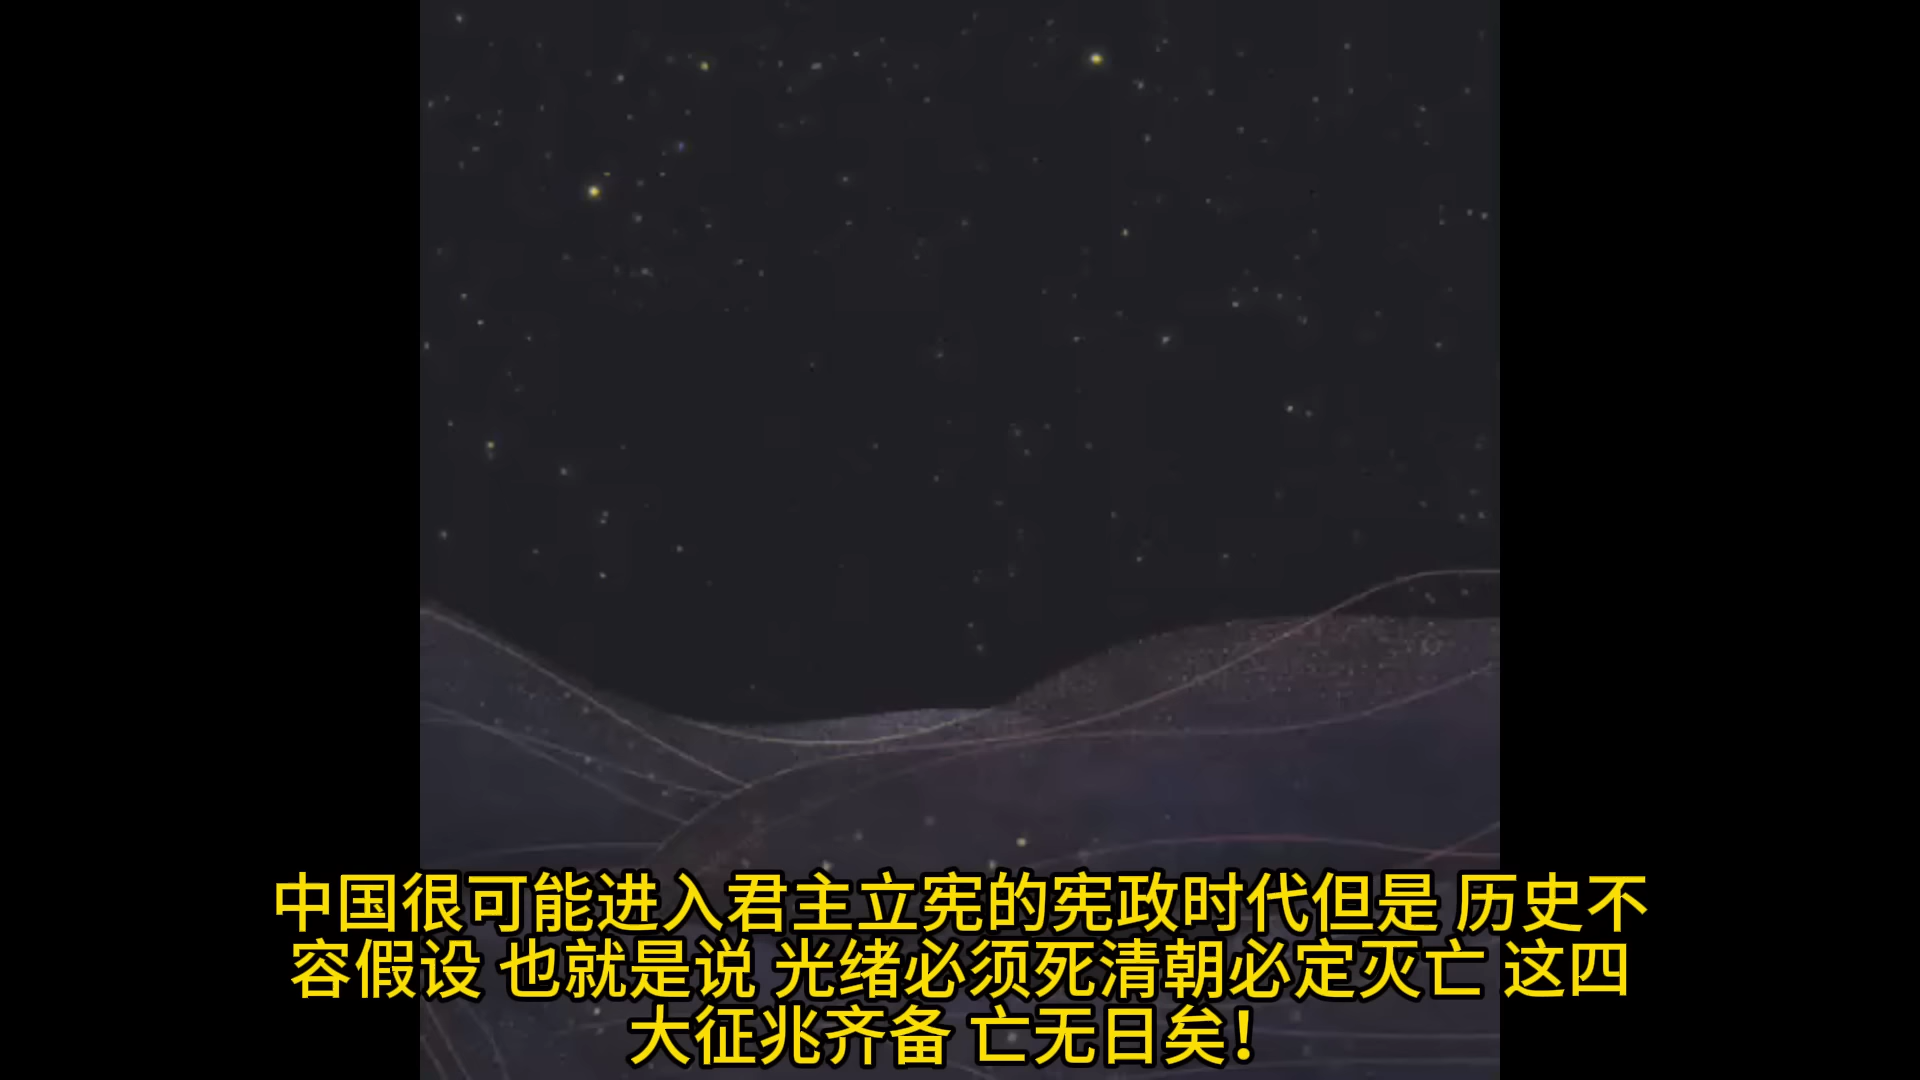 中国很可能进入君主立宪的宪政时代但是 历史不
容假设 也就是说 光绪必须死清朝必定灭亡 这四
大征兆齐备 亡无日矣！